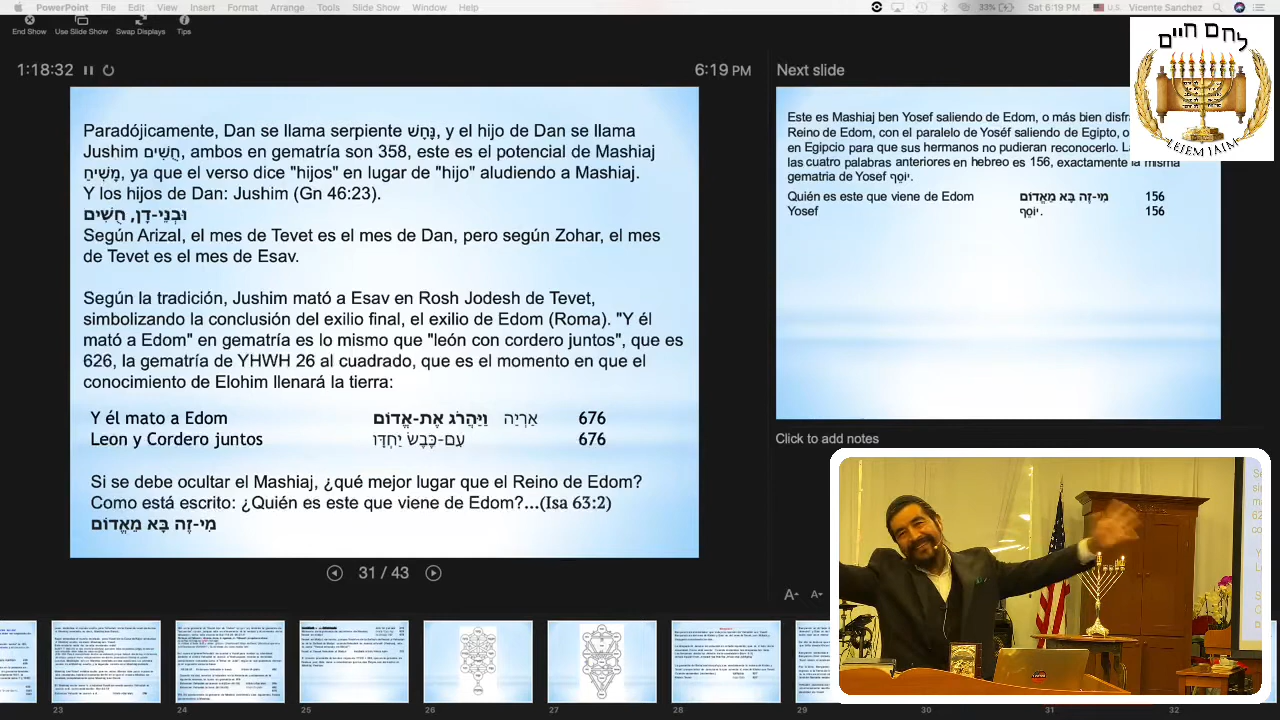 PowerPoint File Edit View Insert Format Arrange Tools Slide Show Window Help 33% U.S. Sat 6:19 PM Vicente Sanchez
End Show Use Slide Show Swap Displays Tips
1:18:32
6:19 PM
Paradójicamente, Dan se llama serpiente נָּחָשׁ, y el hijo de Dan se llama
Jushim חֻשִׁים, ambos en gematría son 358, este es el potencial de Mashiaj
מָשִׁיחַ, ya que el verso dice "hijos" en lugar de "hijo" aludiendo a Mashiaj.
Y los hijos de Dan: Jushim (Gn 46:23).
וּבְנֵי-דָן, חֻשִׁים
Según Arizal, el mes de Tevet es el mes de Dan, pero según Zohar, el mes
de Tevet es el mes de Esav.
Según la tradición, Jushim mató a Esav en Rosh Jodesh de Tevet,
simbolizando la conclusión del exilio final, el exilio de Edom (Roma). "Y él
mató a Edom" en gematría es lo mismo que "león con cordero juntos", que es
626, la gematría de YHWH 26 al cuadrado, que es el momento en que el
conocimiento de Elohim llenará la tierra:
Y él mato a Edom וַיַּהֲרֹג אֶת-אֱדוֹם אַרְיֵה 676
Leon y Cordero juntos עִם-כֶּבֶשׂ יַחְדָּו 676
Si se debe ocultar el Mashiaj, ¿qué mejor lugar que el Reino de Edom?
Como está escrito: ¿Quién es este que viene de Edom?...(Isa 63:2)
מִי-זֶה בָּא מֵאֱדוֹם
31 / 43
Next slide
Este es Mashiaj ben Yosef saliendo de Edom, o más bien disfr
Reino de Edom, con el paralelo de Yoséf saliendo de Egipto, o
en Egipcio para que sus hermanos no pudieran reconocerlo. L
las cuatro palabras anteriores en hebreo es 156, exactamente la misma
gematria de Yosef יוֹסֵף.
Quién es este que viene de Edom מִי-זֶה בָּא מֵאֱדוֹם 156
Yosef יוֹסֵף. 156
Click to add notes
לחם חיים
LEJEM JAIM
23 24 25 26 27 28 29 30 31 32